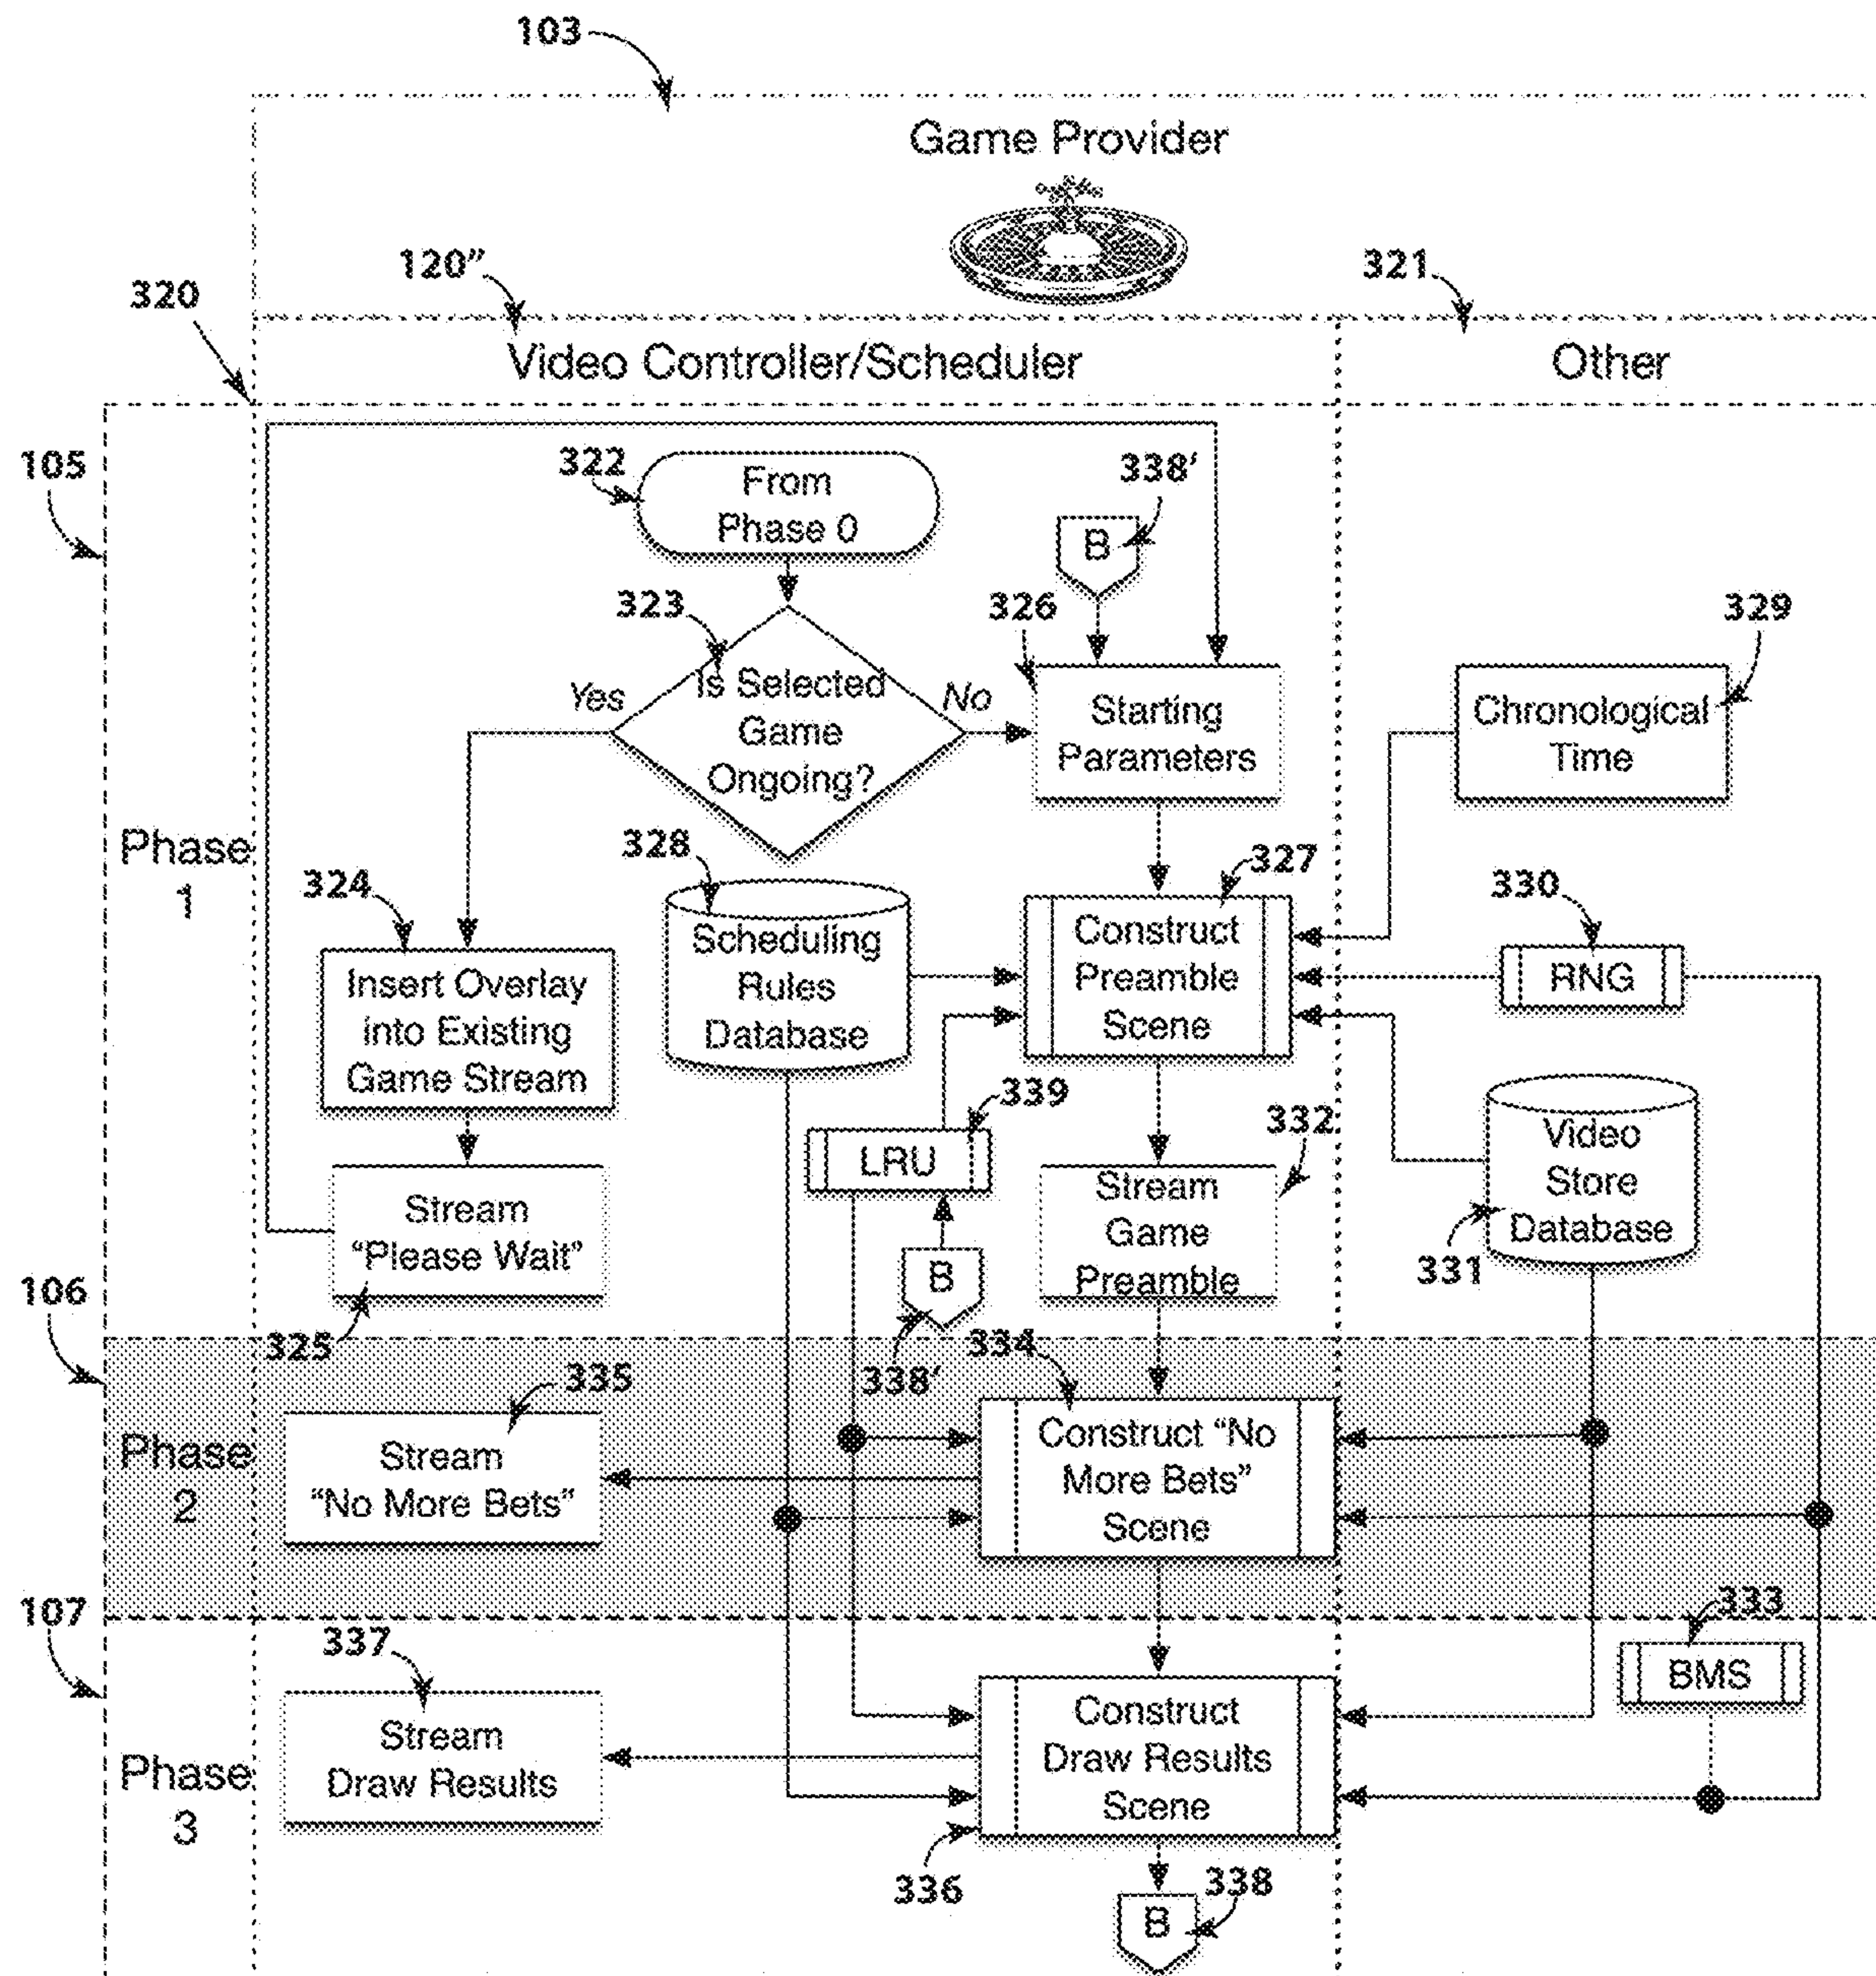 103
Game Provider
120”
321
320
Video Controller/Scheduler
Other
105
322
From
Phase 0
338'
B
323
326
329
Is Selected
Game
Ongoing?
Yes
No
Starting
Parameters
Chronological
Time
Phase
1
328
327
324
330
Scheduling
Rules
Database
Construct
Preamble
Scene
RNG
Insert Overlay
into Existing
Game Stream
339
332
LRU
Video
Store
Database
331
Stream
“Please Wait”
325
Stream
Game
Preamble
B
338'
106
334
335
Phase
2
Stream
“No More Bets”
Construct “No
More Bets”
Scene
107
333
337
BMS
Phase
3
Stream
Draw Results
Construct
Draw Results
Scene
336
338
B